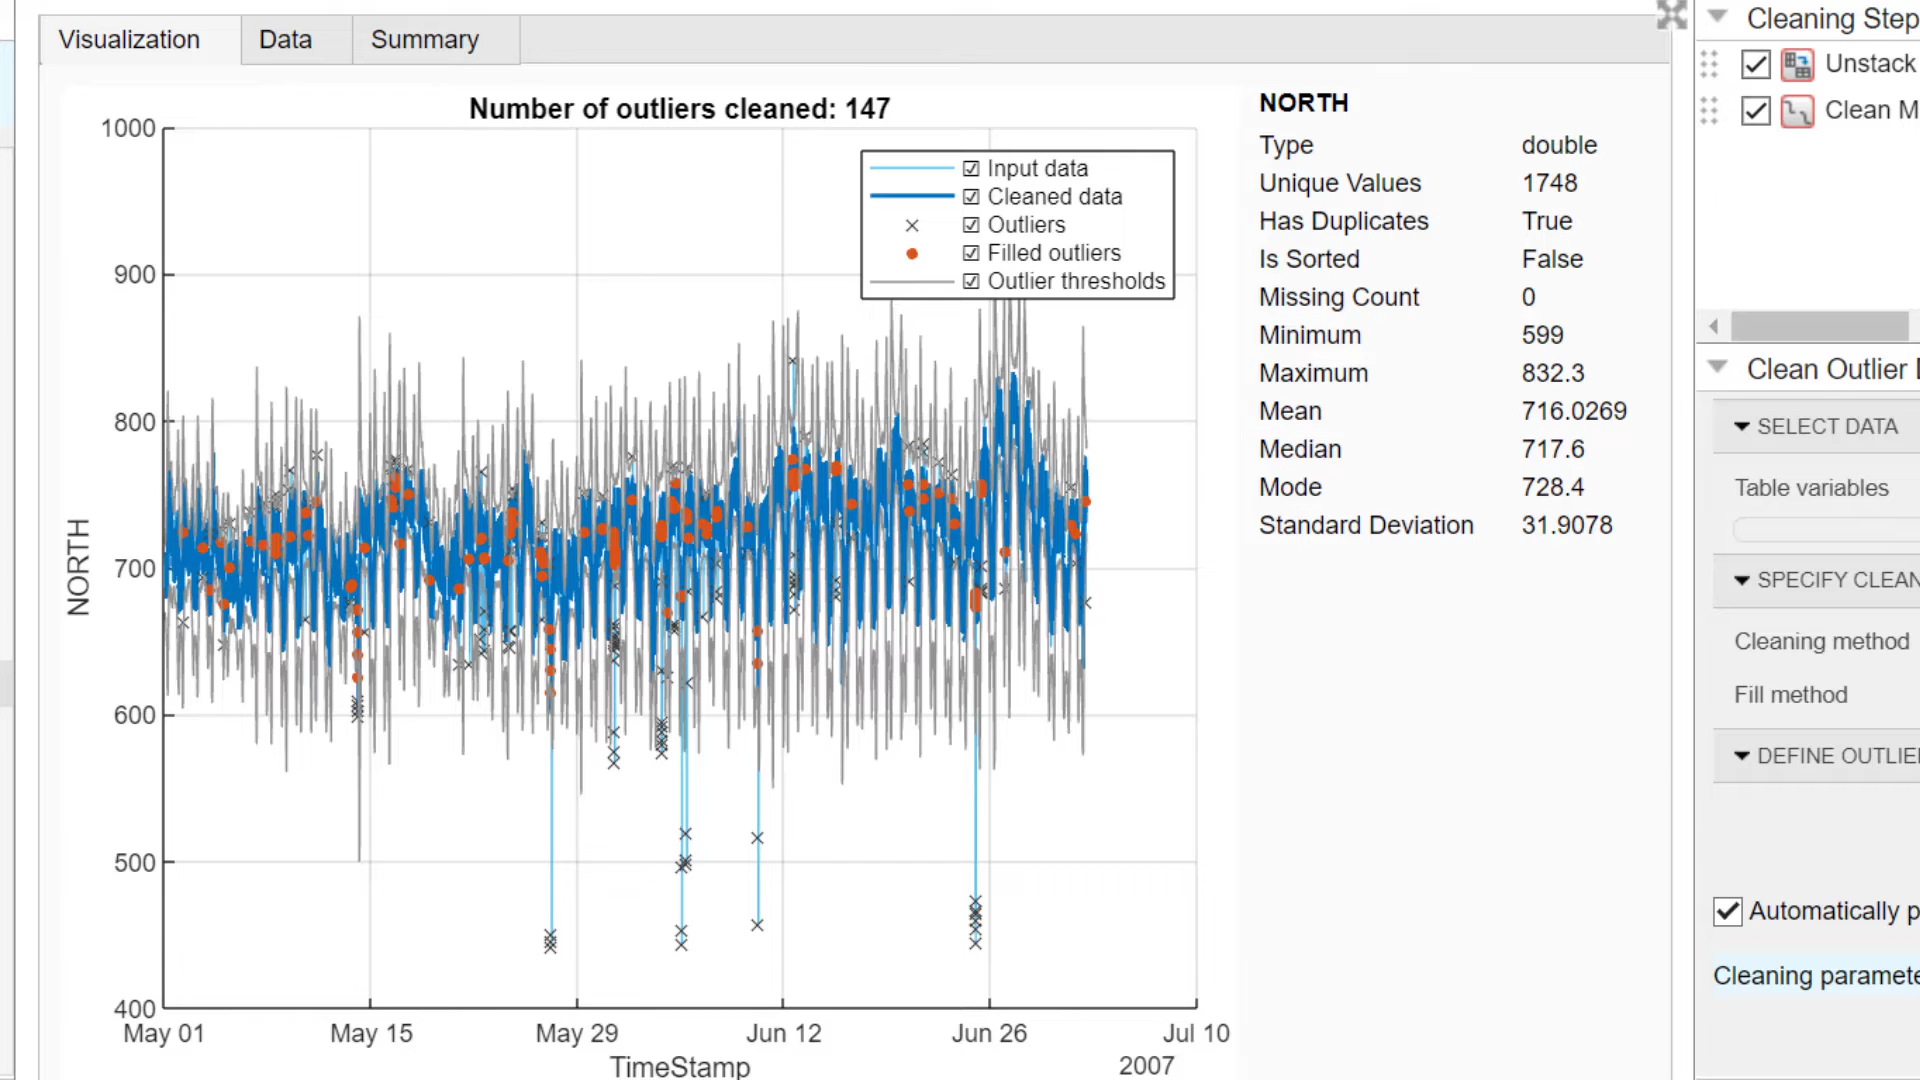 Visualization
Data
Summary
Number of outliers cleaned: 147
1000
900
800
700
600
500
400
NORTH
Input data
Cleaned data
Outliers
Filled outliers
Outlier thresholds
May 01
May 15
May 29
Jun 12
Jun 26
Jul 10
TimeStamp
2007
NORTH
Type double
Unique Values 1748
Has Duplicates True
Is Sorted False
Missing Count 0
Minimum 599
Maximum 832.3
Mean 716.0269
Median 717.6
Mode 728.4
Standard Deviation 31.9078
Cleaning Step
Unstack
Clean M
Clean Outlier
SELECT DATA
Table variables
SPECIFY CLEAN
Cleaning method
Fill method
DEFINE OUTLIE
Automatically p
Cleaning paramete